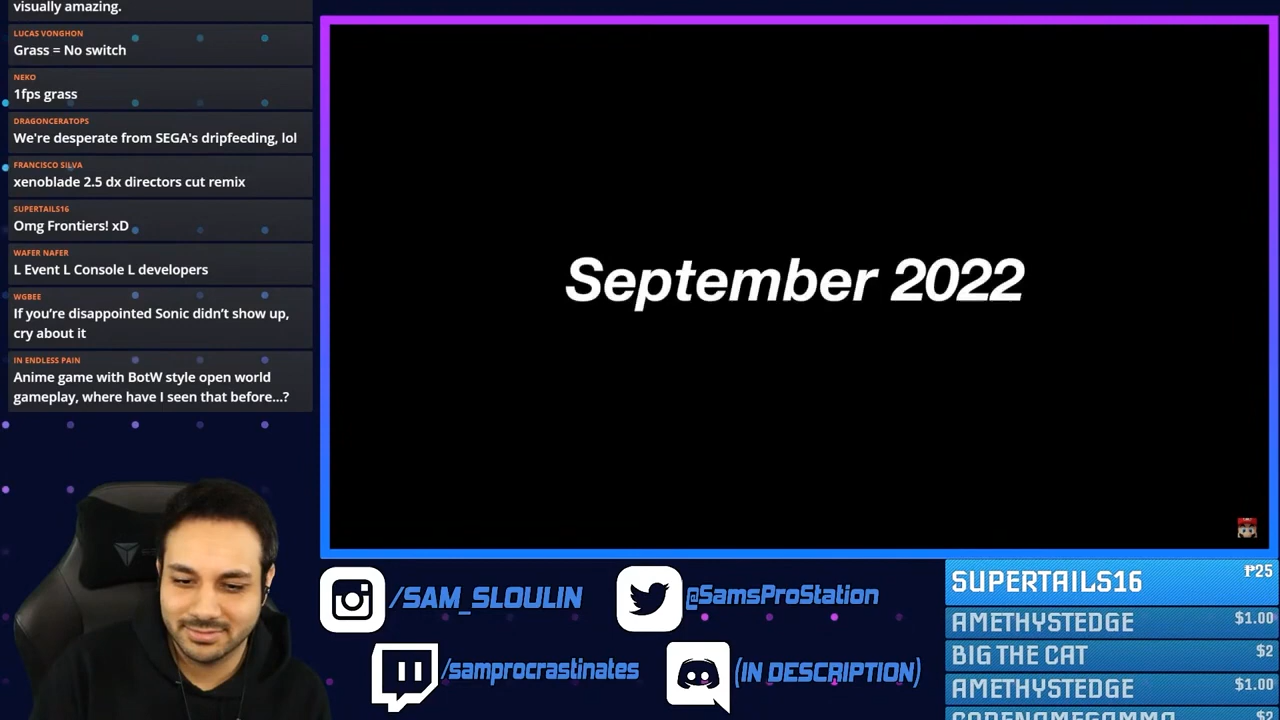 visually amazing.
LUCAS VONGHON
Grass = No switch
NEKO
1fps grass
DRAGONCERATOPS
We're desperate from SEGA's dripfeeding, lol
FRANCISCO SILVA
xenoblade 2.5 dx directors cut remix
SUPERTAILS16
Omg Frontiers! xD
WAFER NAFER
L Event L Console L developers
WGBEE
If you’re disappointed Sonic didn’t show up,
cry about it
IN ENDLESS PAIN
Anime game with BotW style open world
gameplay, where have I seen that before...?
September 2022
/SAM_SLOULIN
@SamsProStation
/samprocrastinates
(IN DESCRIPTION)
SUPERTAILS16 ₱25
AMETHYSTEDGE $1.00
BIG THE CAT $2
AMETHYSTEDGE $1.00
CODENAMEGAMMA $2